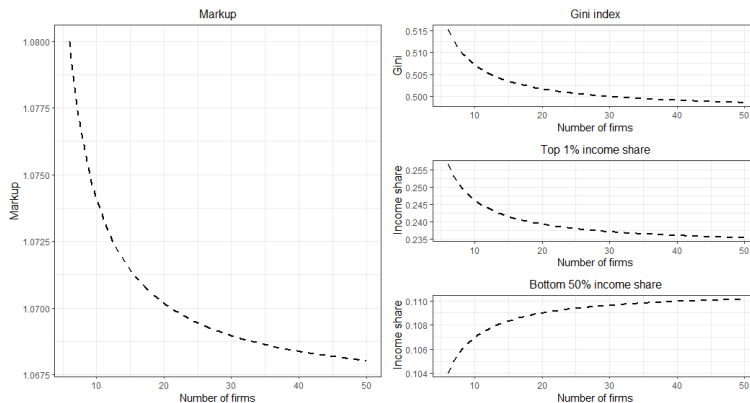 Markup
1.0800
1.0775
1.0750
1.0725
1.0700
1.0675
Markup
10 20 30 40 50
Number of firms
Gini index
0.515
0.510
0.505
0.500
Gini
10 20 30 40 50
Number of firms
Top 1% income share
0.255
0.250
0.245
0.240
0.235
Income share
10 20 30 40 50
Number of firms
Bottom 50% income share
0.110
0.108
0.106
0.104
Income share
10 20 30 40 50
Number of firms